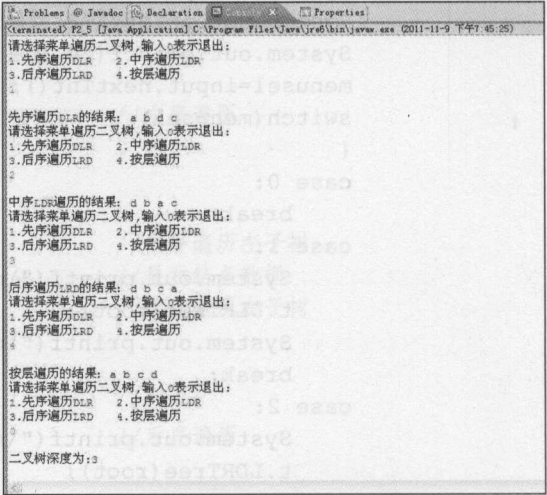 Problems @ Javadoc Declaration Console Properties
<terminated> P2_5 [Java Application] C:\Program Files\Java\jre6\bin\javaw.exe (2011-11-9 下午7:45:25)
请选择菜单遍历二叉树,输入0表示退出:
1.先序遍历DLR 2.中序遍历LDR
3.后序遍历LRD 4.按层遍历
先序遍历DLR的结果: a b d c
请选择菜单遍历二叉树,输入0表示退出:
1.先序遍历DLR 2.中序遍历LDR
3.后序遍历LRD 4.按层遍历
2
中序LDR遍历的结果: d b a c
请选择菜单遍历二叉树,输入0表示退出:
1.先序遍历DLR 2.中序遍历LDR
3.后序遍历LRD 4.按层遍历
3
后序遍历LRD的结果: d b c a
请选择菜单遍历二叉树,输入0表示退出:
1.先序遍历DLR 2.中序遍历LDR
3.后序遍历LRD 4.按层遍历
4
按层遍历的结果: a b c d
请选择菜单遍历二叉树,输入0表示退出:
1.先序遍历DLR 2.中序遍历LDR
3.后序遍历LRD 4.按层遍历
0
二叉树深度为:3